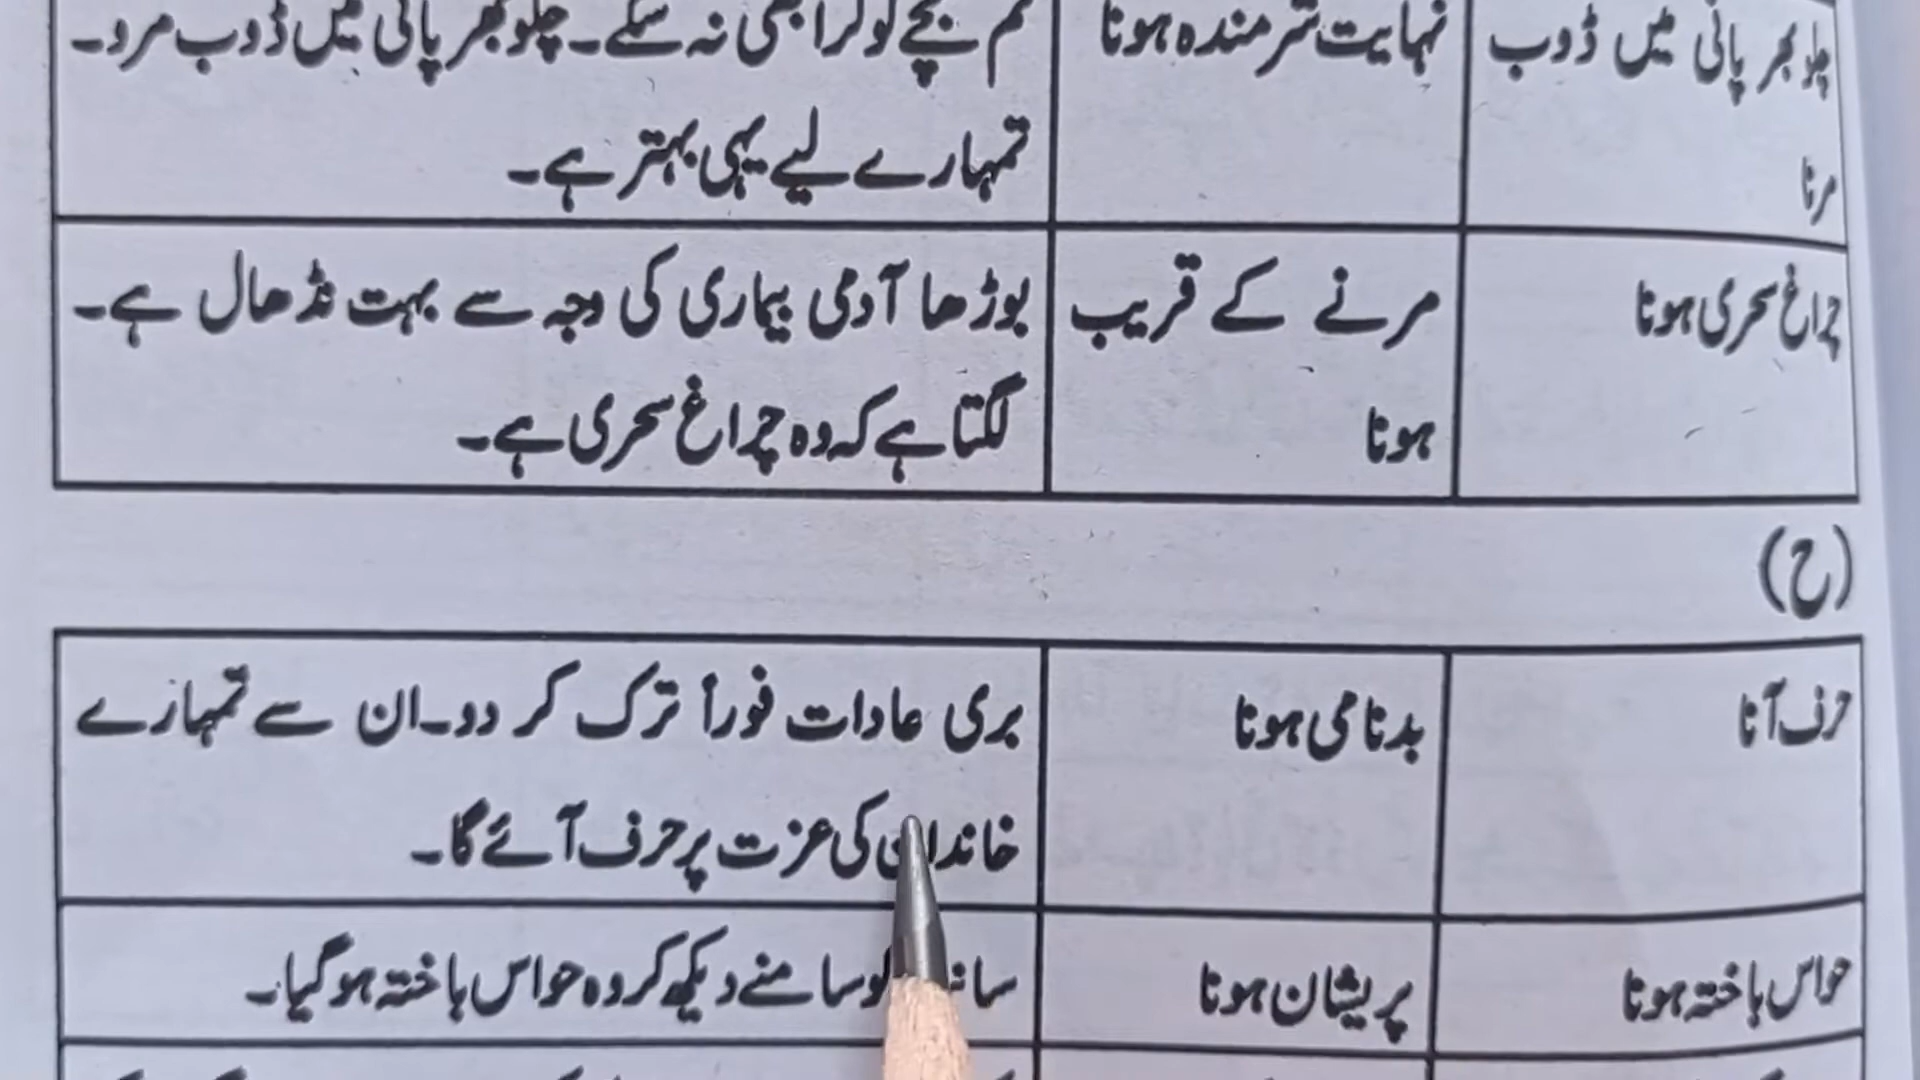 چلو بھر پانی میں ڈوب
مرنا
نہایت شرمندہ ہونا
تم بچے کو گرا بھی نہ سکے۔ چلو بھر پانی میں ڈوب مرو۔
تمہارے لیے یہی بہتر ہے۔
چراغ سحری ہونا
مرنے کے قریب
ہونا
بوڑھا آدمی بیماری کی وجہ سے بہت نڈھال ہے۔
لگتا ہے کہ وہ چراغ سحری ہے۔
(ح)
حرف آنا
بدنامی ہونا
بری عادات فوراً ترک کر دو۔ ان سے تمہارے
خاندان کی عزت پر حرف آئے گا۔
حواس باختہ ہونا
پریشان ہونا
سامنے دیکھ کر وہ حواس باختہ ہو گیا۔